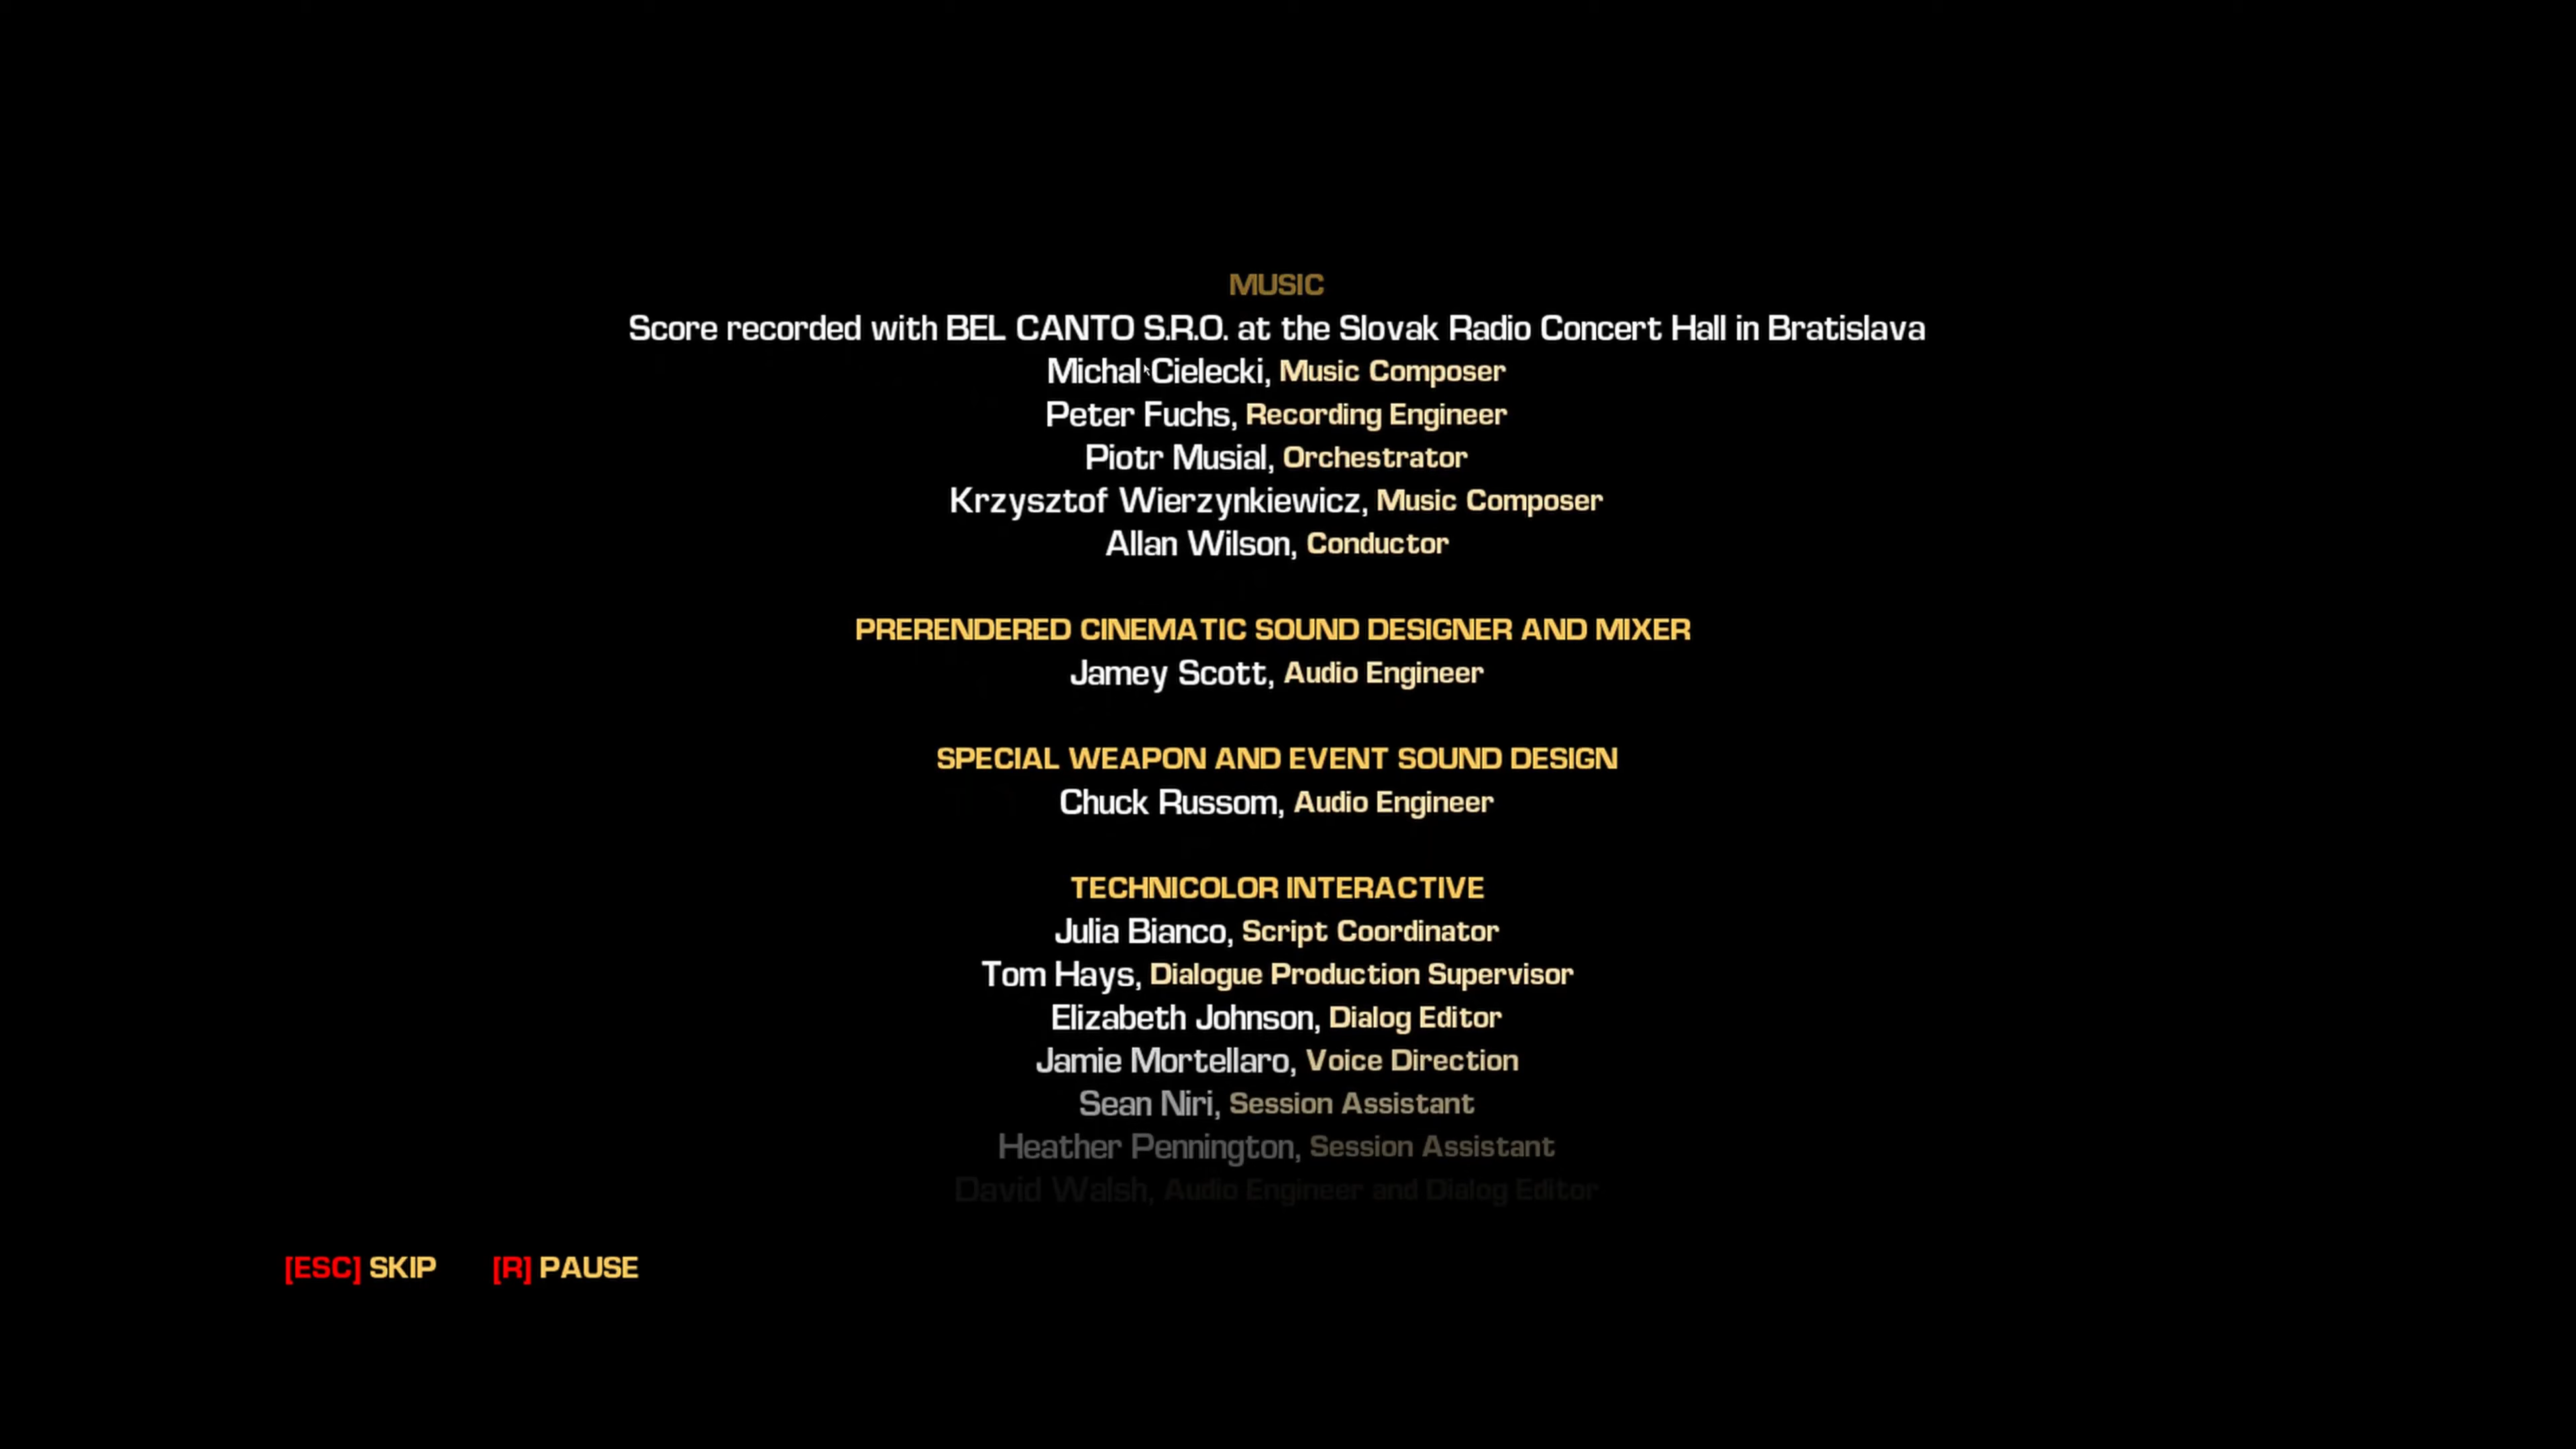 MUSIC
Score recorded with BEL CANTO S.R.O. at the Slovak Radio Concert Hall in Bratislava
Michal Cielecki, Music Composer
Peter Fuchs, Recording Engineer
Piotr Musial, Orchestrator
Krzysztof Wierzynkiewicz, Music Composer
Allan Wilson, Conductor
PRERENDERED CINEMATIC SOUND DESIGNER AND MIXER
Jamey Scott, Audio Engineer
SPECIAL WEAPON AND EVENT SOUND DESIGN
Chuck Russom, Audio Engineer
TECHNICOLOR INTERACTIVE
Julia Bianco, Script Coordinator
Tom Hays, Dialogue Production Supervisor
Elizabeth Johnson, Dialog Editor
Jamie Mortellaro, Voice Direction
Sean Niri, Session Assistant
Heather Pennington, Session Assistant
David Walsh, Audio Engineer and Dialog Editor
[ESC] SKIP [R] PAUSE